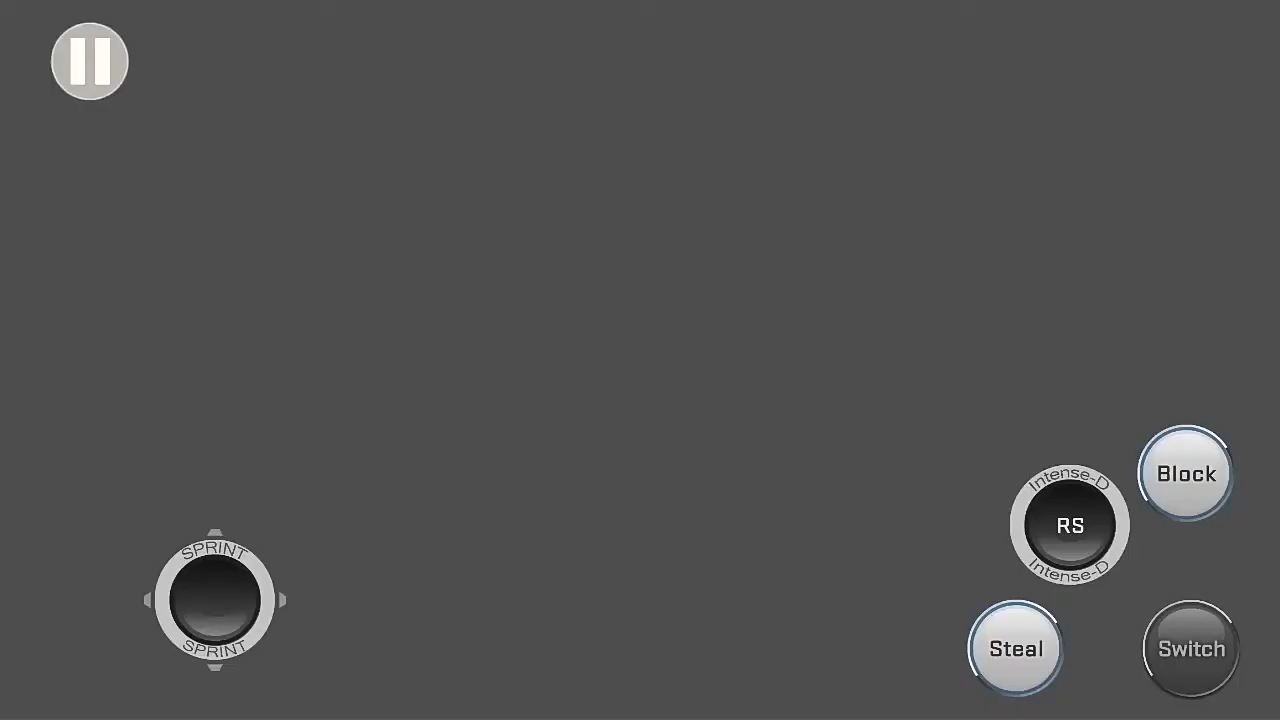 Block
Intense-D
RS
Intense-D
SPRINT
SPRINT
Steal
Switch